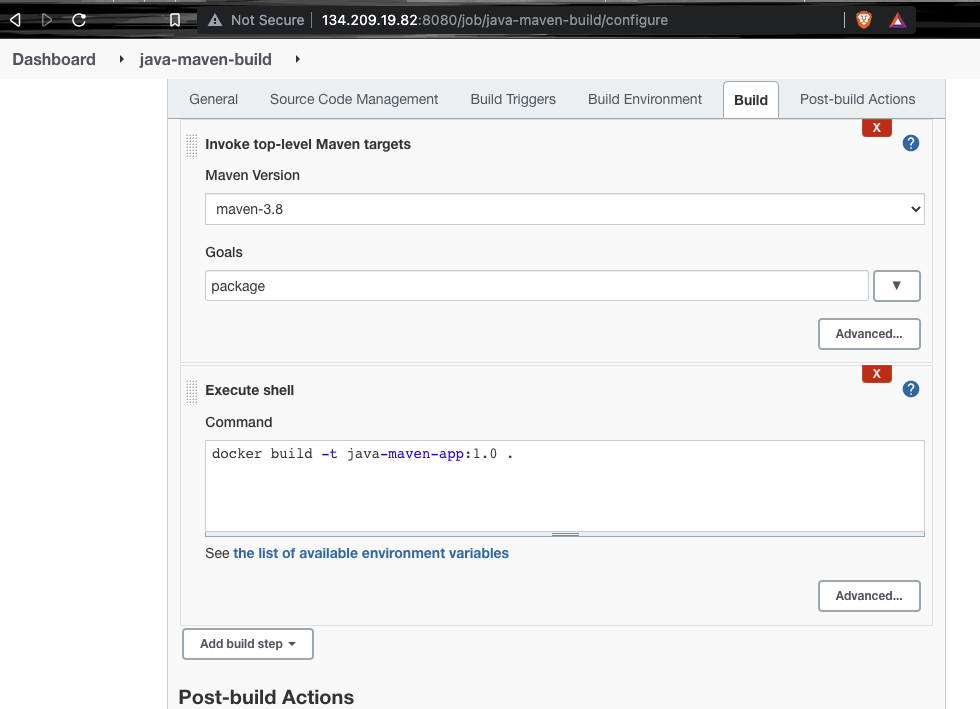 Not Secure 134.209.19.82:8080/job/java-maven-build/configure
Dashboard java-maven-build
General Source Code Management Build Triggers Build Environment Build Post-build Actions
X
Invoke top-level Maven targets ?
Maven Version
maven-3.8
Goals
package
Advanced...
X
Execute shell ?
Command
docker build -t java-maven-app:1.0 .
See the list of available environment variables
Advanced...
Add build step
Post-build Actions